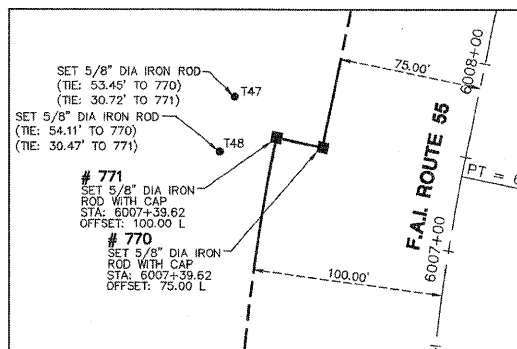 SET 5/8" DIA IRON ROD
(TIE: 53.45' TO 770)
(TIE: 30.72' TO 771)
T47
SET 5/8" DIA IRON ROD
(TIE: 54.11' TO 770)
(TIE: 30.47' TO 771)
T48
# 771
SET 5/8" DIA IRON
ROD WITH CAP
STA: 6007+39.62
OFFSET: 100.00 L
# 770
SET 5/8" DIA IRON
ROD WITH CAP
STA: 6007+39.62
OFFSET: 75.00 L
75.00'
100.00'
F.A.I. ROUTE 55
6008+00
6007+00
PT = 6